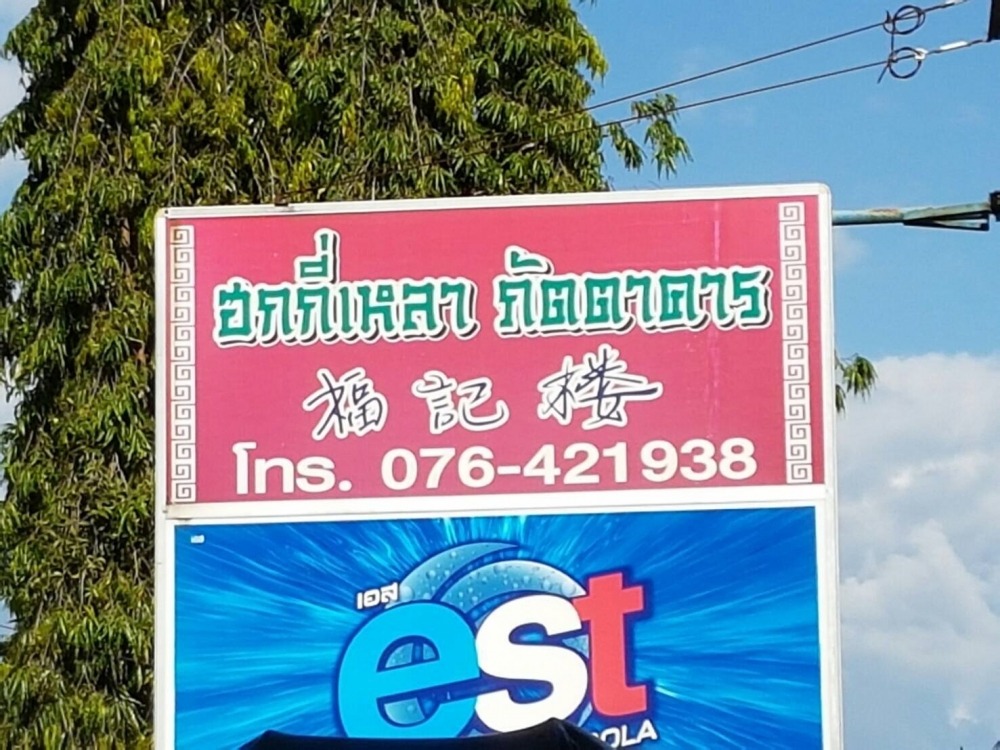 ฮกกี่เหลา ภัตตาคาร
福記楼
โทร. 076-421938
เอส
est
COLA